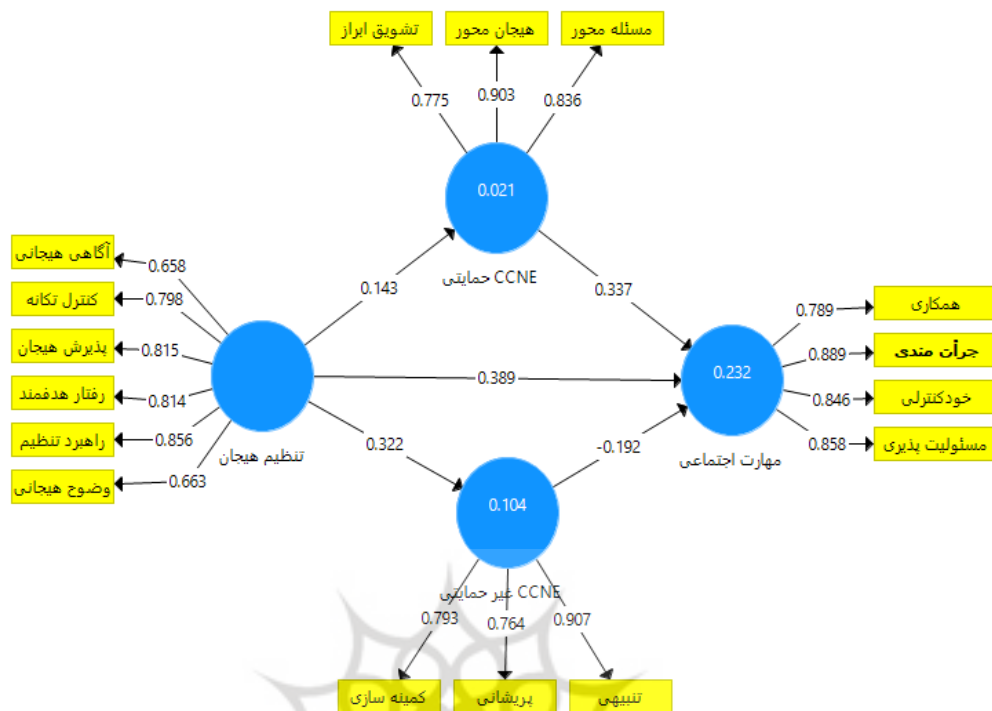 تشویق ابراز
هیجان محور
مسئله محور
0.775
0.903
0.836
0.021
CCNE حمایتی
آگاهی هیجانی
کنترل تکانه
پذیرش هیجان
رفتار هدفمند
راهبرد تنظیم
وضوح هیجانی
0.658
0.798
0.815
0.814
0.856
0.663
تنظیم هیجان
0.143
0.337
0.389
0.322
-0.192
0.232
مهارت اجتماعی
0.789
0.889
0.846
0.858
همکاری
جرأت مندی
خودکنترلی
مسئولیت پذیری
0.104
CCNE غیر حمایتی
0.793
0.764
0.907
کمینه سازی
پریشانی
تنبیهی